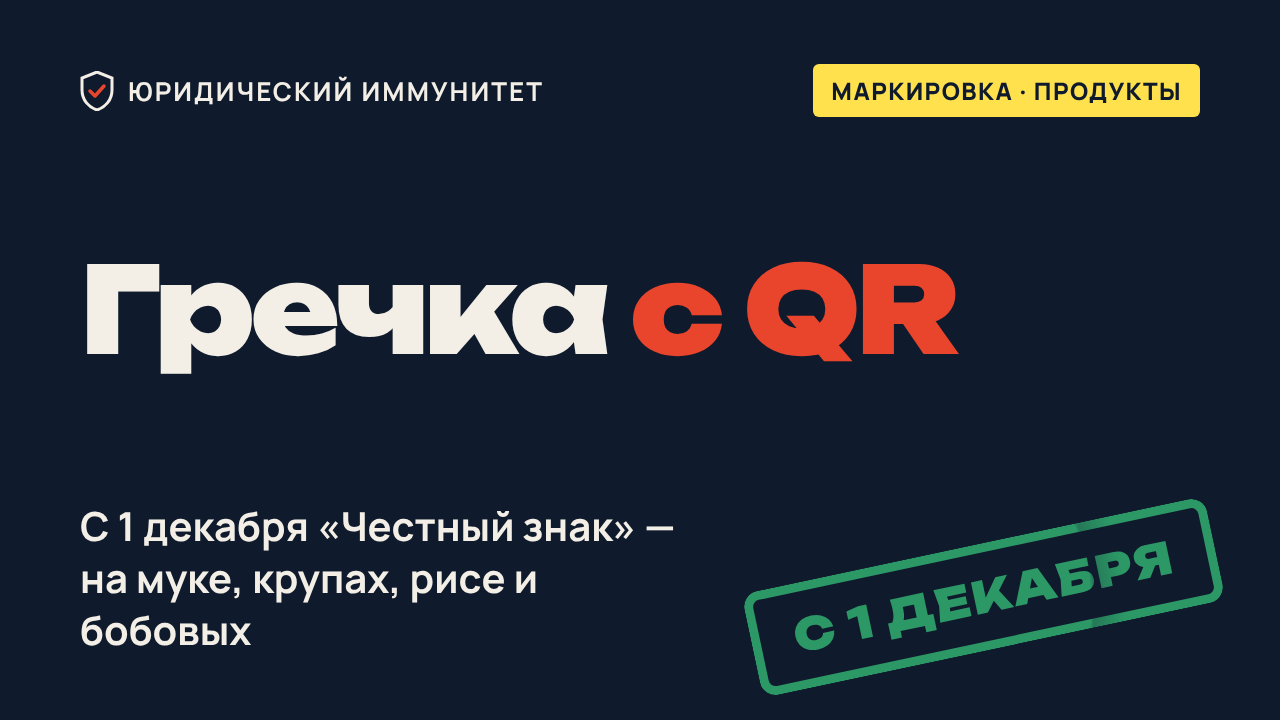 ЮРИДИЧЕСКИЙ ИММУНИТЕТ
МАРКИРОВКА · ПРОДУКТЫ
Гречка с QR
С 1 декабря «Честный знак» —
на муке, крупах, рисе и
бобовых
С 1 ДЕКАБРЯ